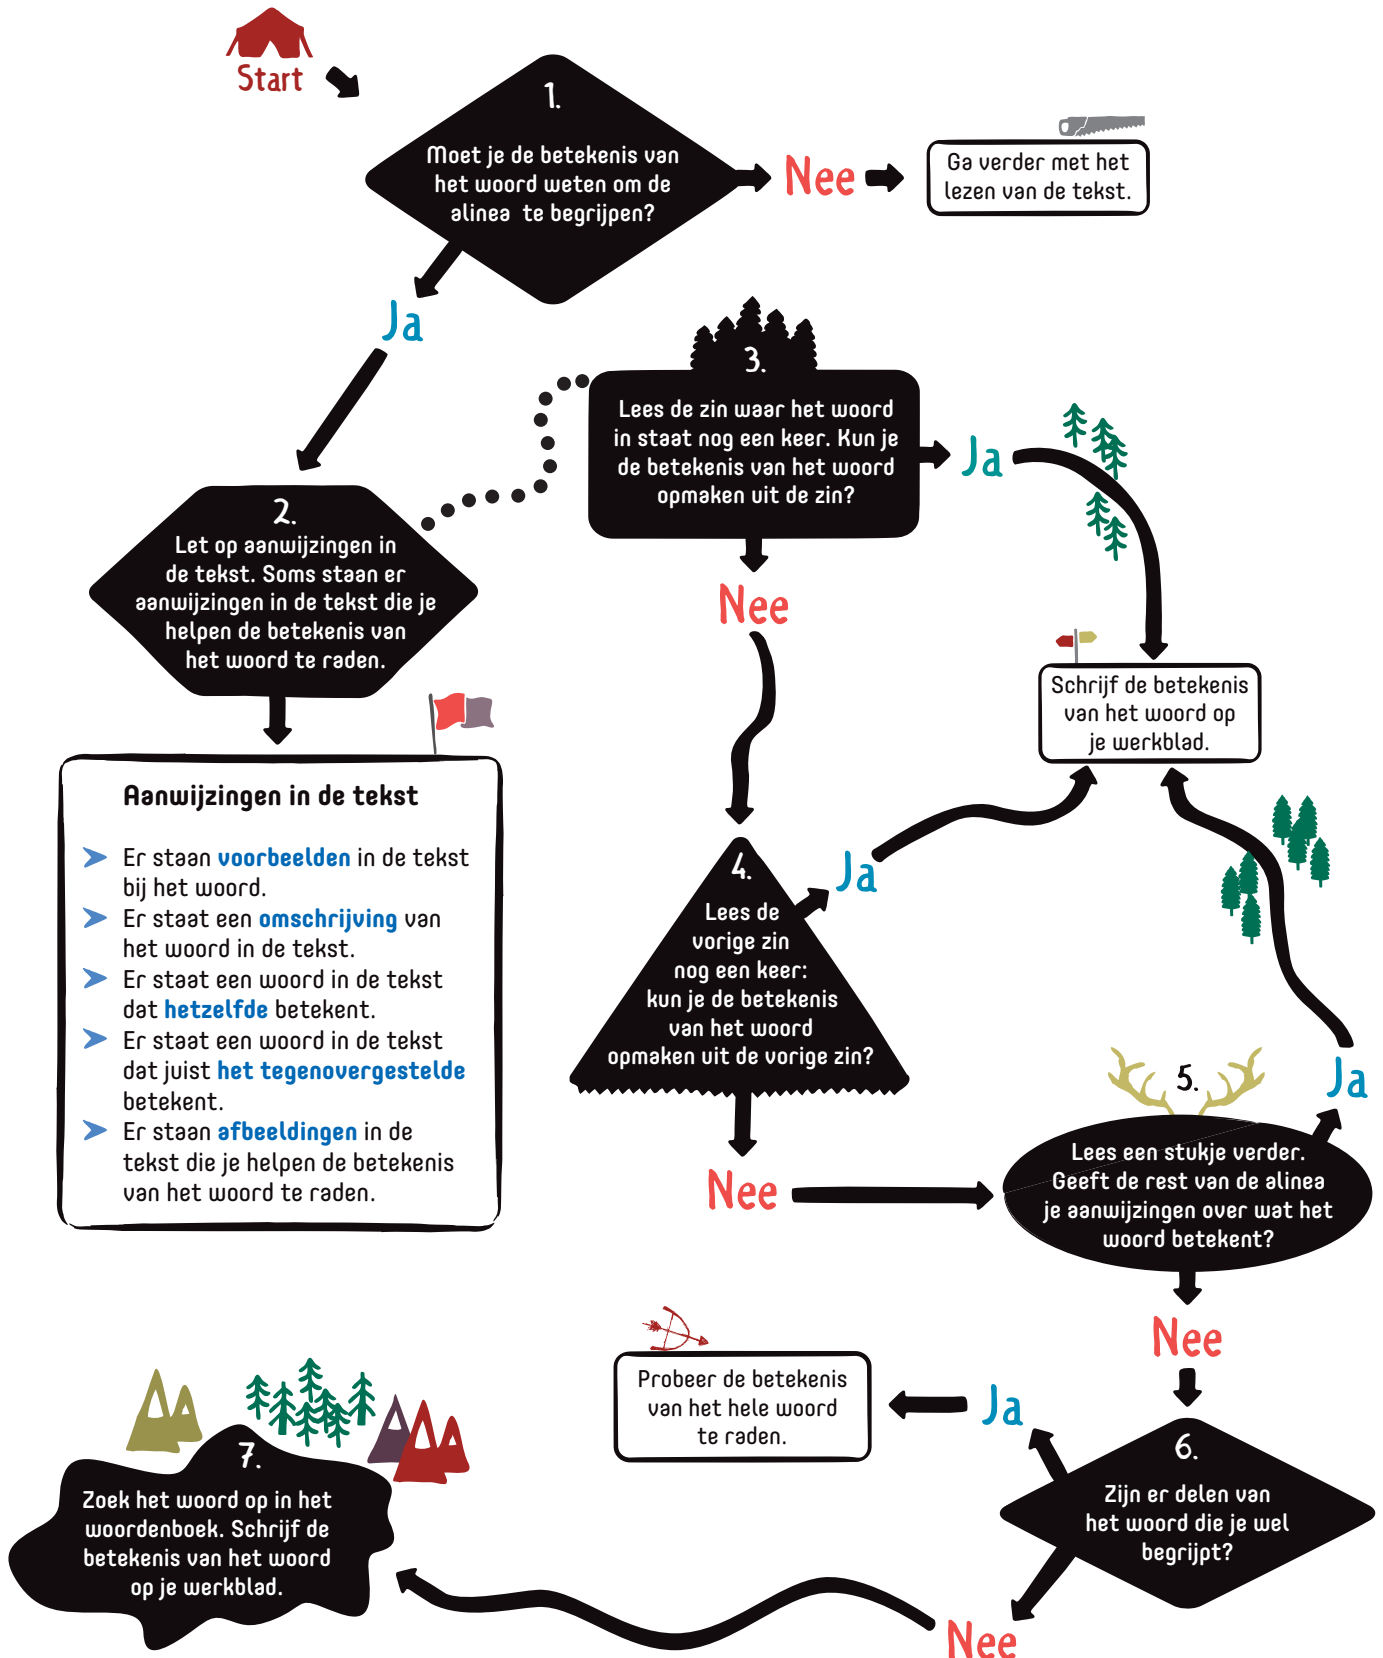 Start
1.
Moet je de betekenis van
het woord weten om de
alinea te begrijpen?
Nee
Ga verder met het
lezen van de tekst.
Ja
2.
Let op aanwijzingen in
de tekst. Soms staan er
aanwijzingen in de tekst die je
helpen de betekenis van
het woord te raden.
Aanwijzingen in de tekst
Er staan voorbeelden in de tekst
bij het woord.
Er staat een omschrijving van
het woord in de tekst.
Er staat een woord in de tekst
dat hetzelfde betekent.
Er staat een woord in de tekst
dat juist het tegenovergestelde
betekent.
Er staan afbeeldingen in de
tekst die je helpen de betekenis
van het woord te raden.
3.
Lees de zin waar het woord
in staat nog een keer. Kun je
de betekenis van het woord
opmaken uit de zin?
Ja
Schrijf de betekenis
van het woord op
je werkblad.
Nee
4.
Lees de
vorige zin
nog een keer:
kun je de betekenis
van het woord
opmaken uit de vorige zin?
Ja
Nee
5.
Lees een stukje verder.
Geeft de rest van de alinea
je aanwijzingen over wat het
woord betekent?
Ja
Nee
6.
Zijn er delen van
het woord die je wel
begrijpt?
Ja
Probeer de betekenis
van het hele woord
te raden.
Nee
7.
Zoek het woord op in het
woordenboek. Schrijf de
betekenis van het woord
op je werkblad.